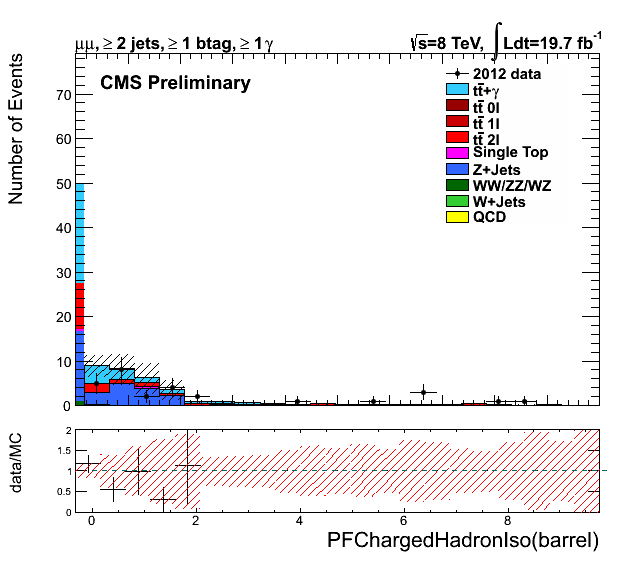 μμ, ≥ 2 jets, ≥ 1 btag, ≥ 1γ
√s=8 TeV, ∫Ldt=19.7 fb⁻¹
CMS Preliminary
2012 data
tt̄+γ
tt̄ 0l
tt̄ 1l
tt̄ 2l
Single Top
Z+Jets
WW/ZZ/WZ
W+Jets
QCD
Number of Events
70
60
50
40
30
20
10
0
data/MC
2
1.5
1
0.5
0
0 2 4 6 8
PFChargedHadronIso(barrel)